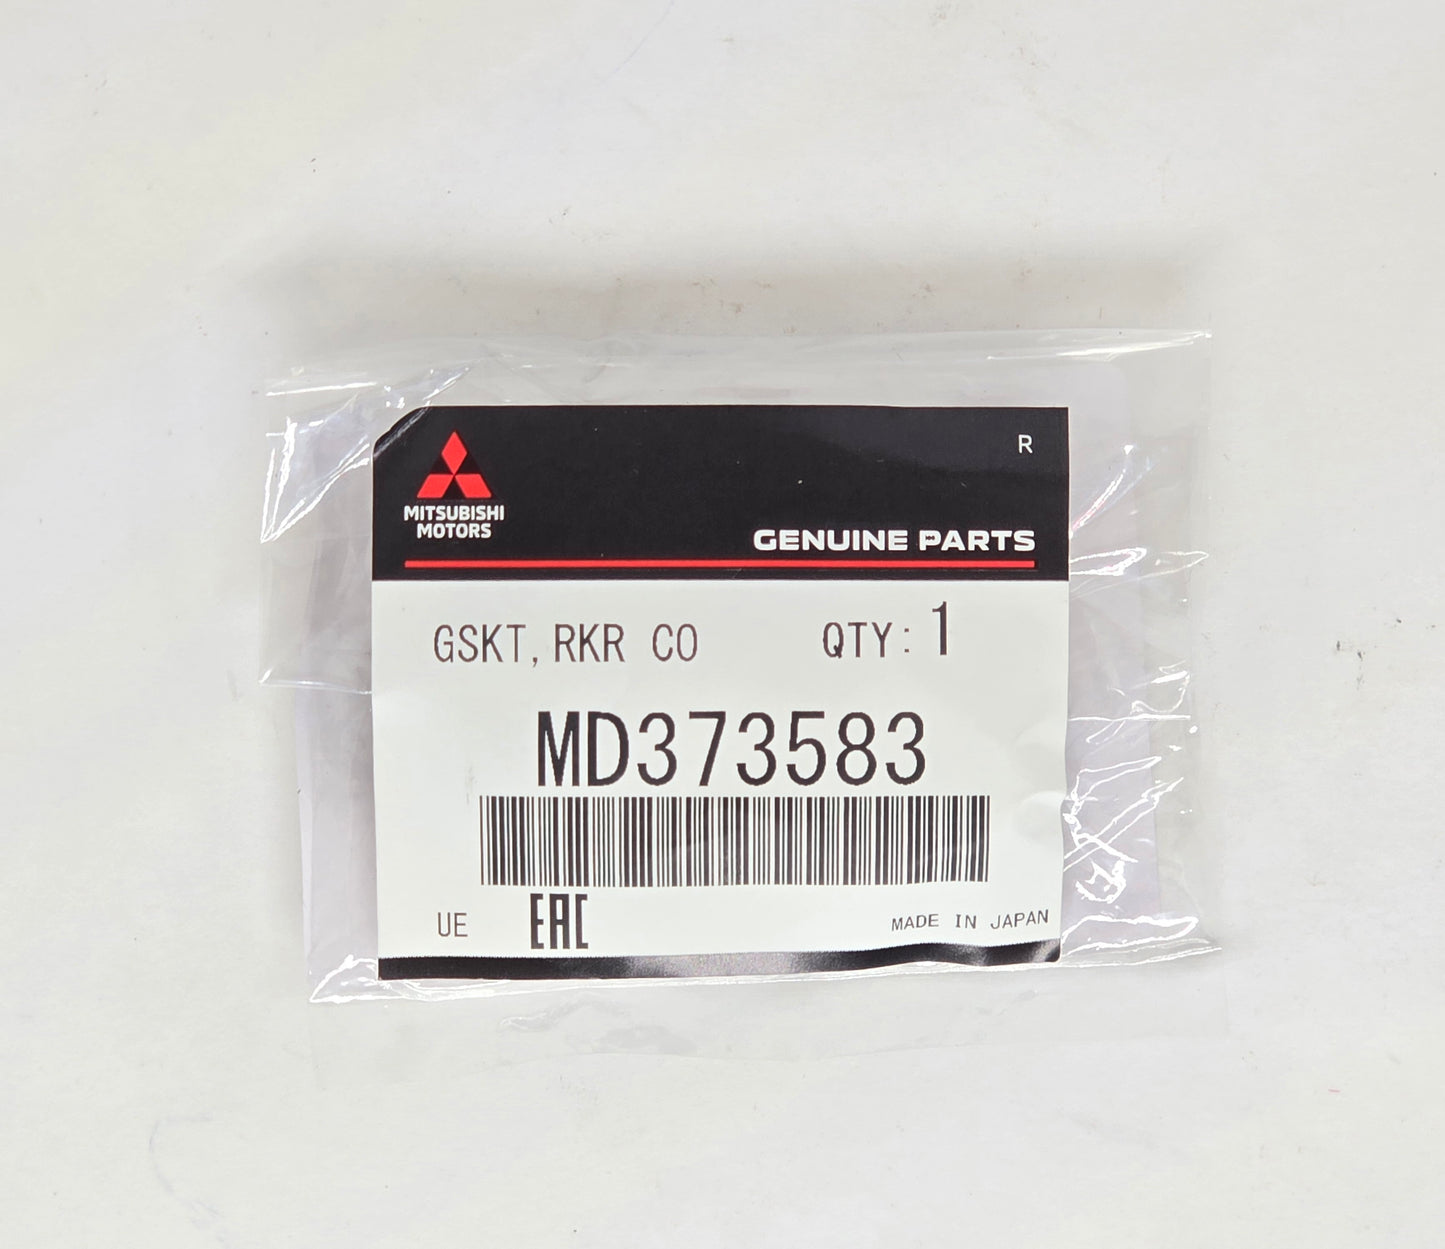 R
MITSUBISHI
MOTORS
GENUINE PARTS
GSKT, RKR CO QTY: 1
MD373583
UE EAC MADE IN JAPAN